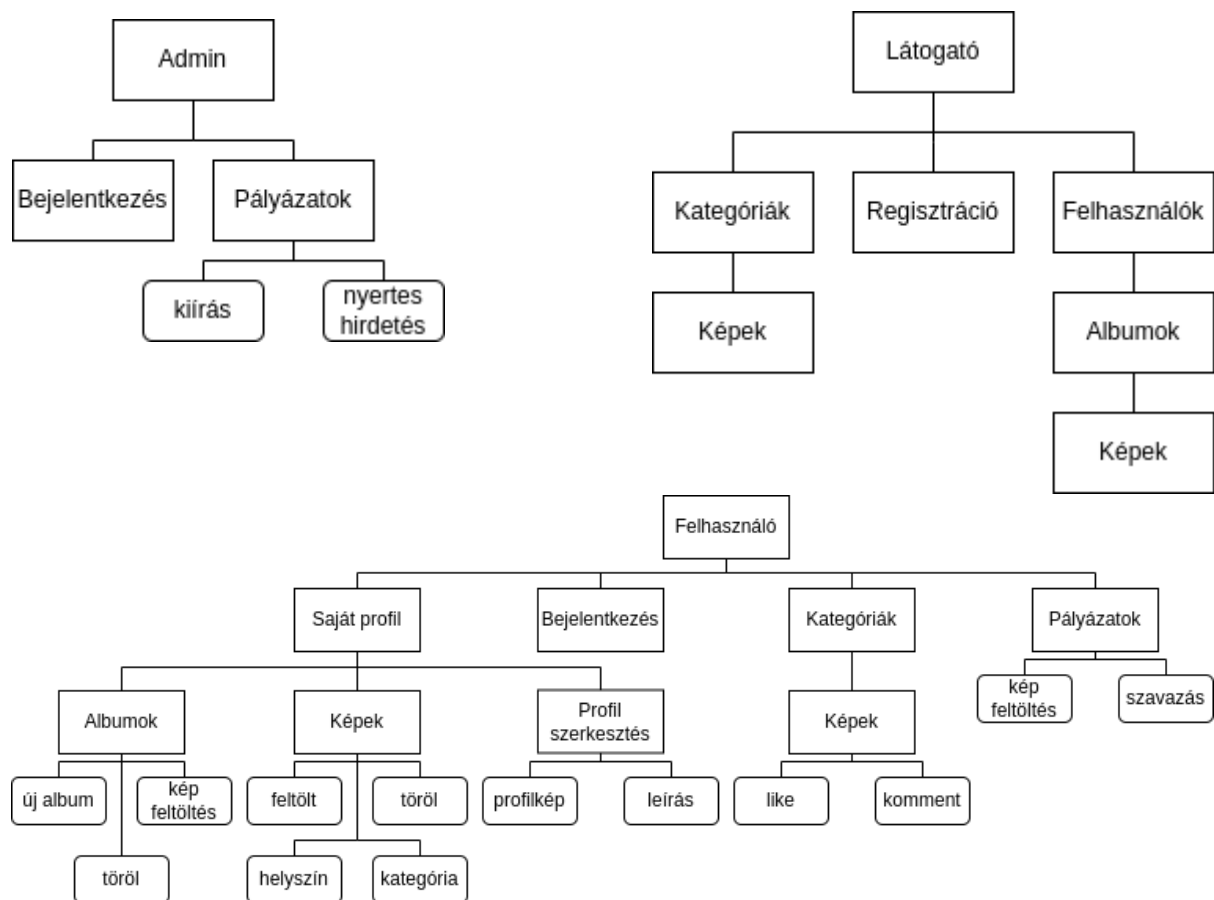 Admin
Bejelentkezés
Pályázatok
kiírás
nyertes
hirdetés
Látogató
Kategóriák
Regisztráció
Felhasználók
Képek
Albumok
Képek
Felhasználó
Saját profil
Bejelentkezés
Kategóriák
Pályázatok
Albumok
Képek
Profil
szerkesztés
Képek
kép
feltöltés
szavazás
új album
kép
feltöltés
feltölt
töröl
profilkép
leírás
like
komment
töröl
helyszín
kategória